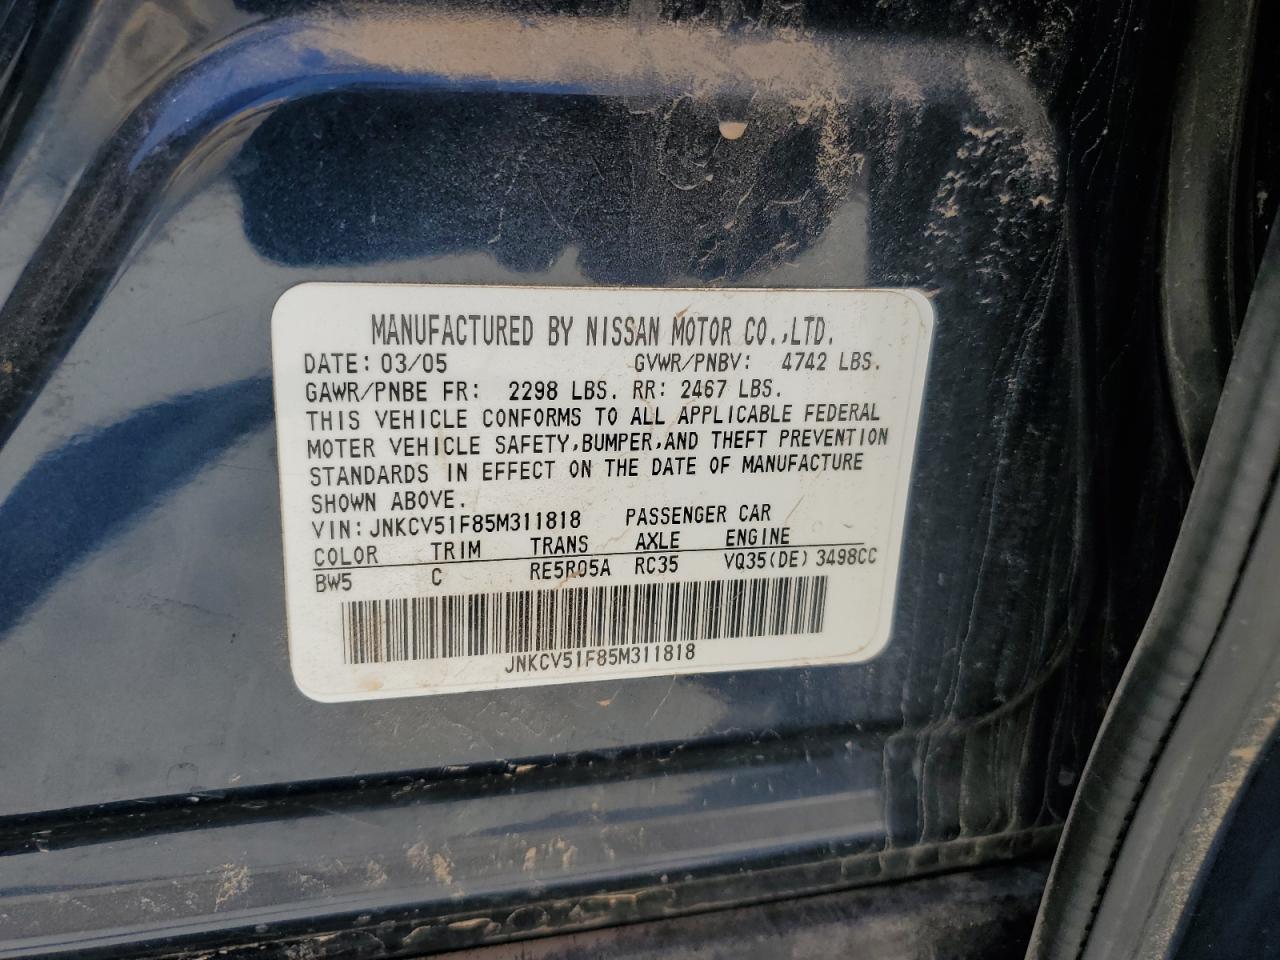 MANUFACTURED BY NISSAN MOTOR CO.,LTD.
DATE: 03/05 GVWR/PNBV: 4742 LBS.
GAWR/PNBE FR: 2298 LBS. RR: 2467 LBS.
THIS VEHICLE CONFORMS TO ALL APPLICABLE FEDERAL
MOTER VEHICLE SAFETY,BUMPER,AND THEFT PREVENTION
STANDARDS IN EFFECT ON THE DATE OF MANUFACTURE
SHOWN ABOVE.
VIN: JNKCV51F85M311818 PASSENGER CAR
COLOR TRIM TRANS AXLE ENGINE
BW5 C RE5R05A RC35 VQ35(DE) 3498CC
JNKCV51F85M311818